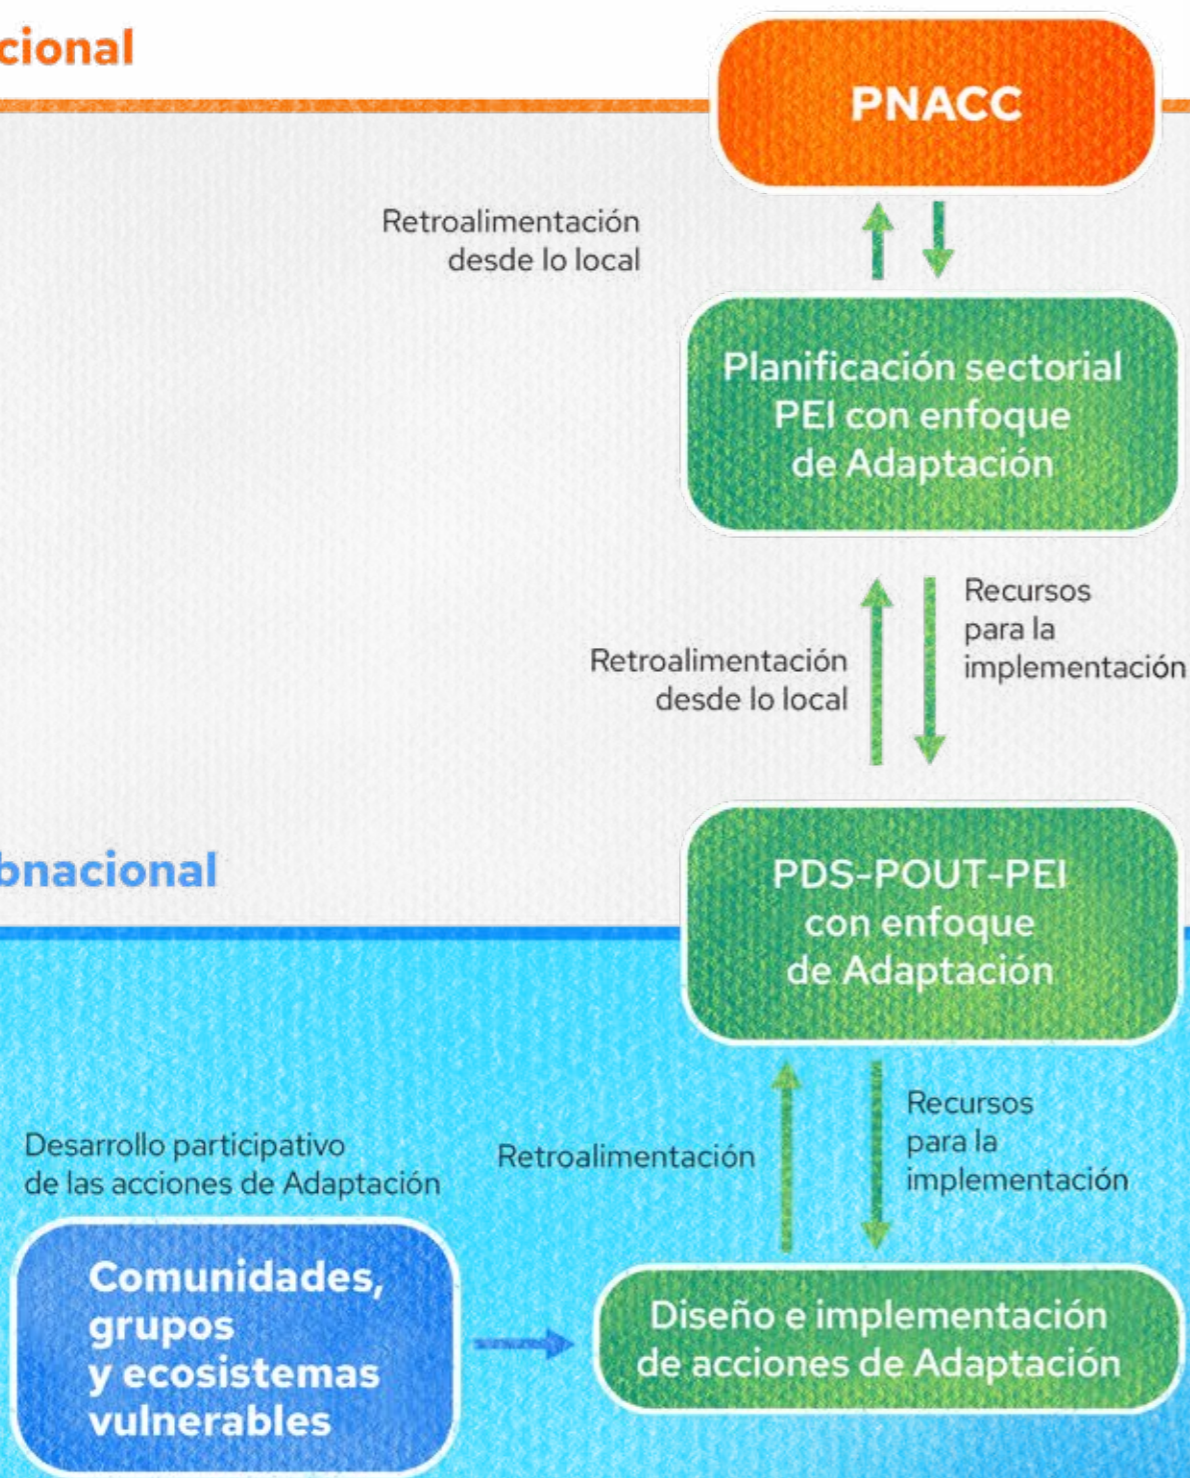 cional
PNACC
Retroalimentación
desde lo local
Planificación sectorial
PEI con enfoque
de Adaptación
Recursos
para la
implementación
Retroalimentación
desde lo local
bnacional
PDS-POUT-PEI
con enfoque
de Adaptación
Recursos
para la
implementación
Retroalimentación
Desarrollo participativo
de las acciones de Adaptación
Comunidades,
grupos
y ecosistemas
vulnerables
Diseño e implementación
de acciones de Adaptación